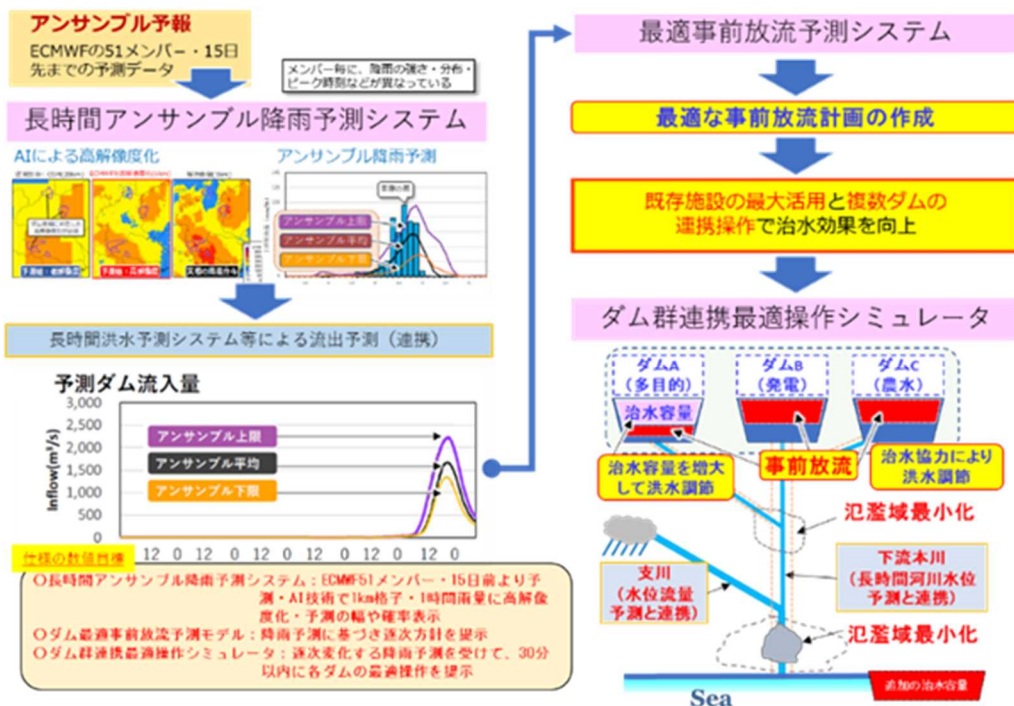 アンサンブル予報
ECMWFの51メンバー・15日
先までの予測データ
メンバー毎に、降雨の強さ・分布・
ピーク時刻などが異なっている
長時間アンサンブル降雨予測システム
AIによる高解像度化
アンサンブル降雨予測
アンサンブル上限
アンサンブル平均
アンサンブル下限
長時間洪水予測システム等による流出予測（連携）
予測ダム流入量
Inflow(m³/s)
3,000
2,500
2,000
1,500
1,000
500
0
アンサンブル上限
アンサンブル平均
アンサンブル下限
12 0 12 0 12 0 12 0 12 0 12 0 12 0
仕様の数値目標
○長時間アンサンブル降雨予測システム：ECMWF51メンバー・15日前より予
測・AI技術で1km格子・1時間雨量に高解像
度化・予測の幅や確率表示
○ダム最適事前放流予測モデル：降雨予測に基づき逐次方針を提示
○ダム群連携最適操作シミュレータ：逐次変化する降雨予測を受けて、30分
以内に各ダムの最適操作を提示
最適事前放流予測システム
最適な事前放流計画の作成
既存施設の最大活用と複数ダムの
連携操作で治水効果を向上
ダム群連携最適操作シミュレータ
ダムA
（多目的）
ダムB
（発電）
ダムC
（農水）
治水容量
治水容量を増大
して洪水調節
事前放流
治水協力により
洪水調節
氾濫域最小化
支川
（水位流量
予測と連携）
下流本川
（長時間河川水位
予測と連携）
氾濫域最小化
Sea
追加の治水容量